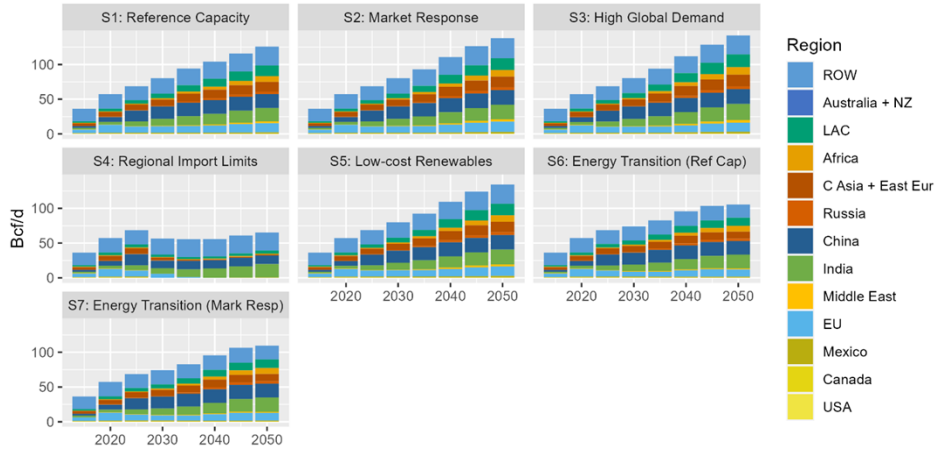 S1: Reference Capacity
S2: Market Response
S3: High Global Demand
100
50
0
S4: Regional Import Limits
S5: Low-cost Renewables
S6: Energy Transition (Ref Cap)
Bcf/d
100
50
0
2020 2030 2040 2050
2020 2030 2040 2050
S7: Energy Transition (Mark Resp)
100
50
0
2020 2030 2040 2050
Region
ROW
Australia + NZ
LAC
Africa
C Asia + East Eur
Russia
China
India
Middle East
EU
Mexico
Canada
USA